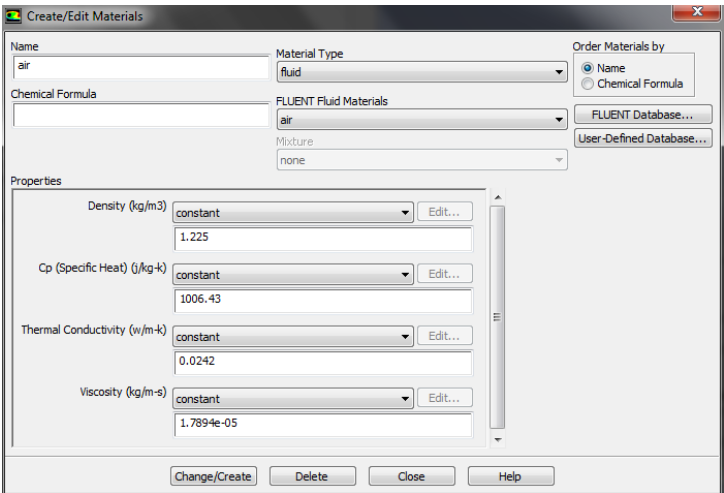 Create/Edit Materials
Name
air
Chemical Formula
Material Type
fluid
FLUENT Fluid Materials
air
Mixture
none
Order Materials by
Name
Chemical Formula
FLUENT Database...
User-Defined Database...
Properties
Density (kg/m3) constant Edit...
1.225
Cp (Specific Heat) (j/kg-k) constant Edit...
1006.43
Thermal Conductivity (w/m-k) constant Edit...
0.0242
Viscosity (kg/m-s) constant Edit...
1.7894e-05
Change/Create Delete Close Help